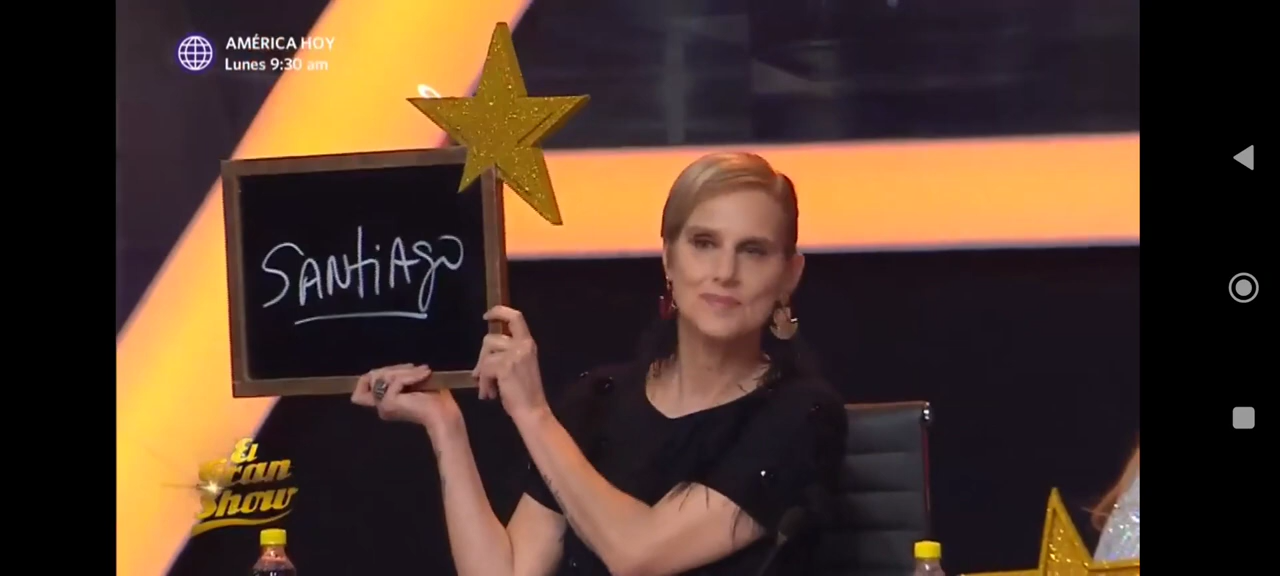 AMÉRICA HOY
Lunes 9:30 am
SANTiAgo
El
Gran
Show